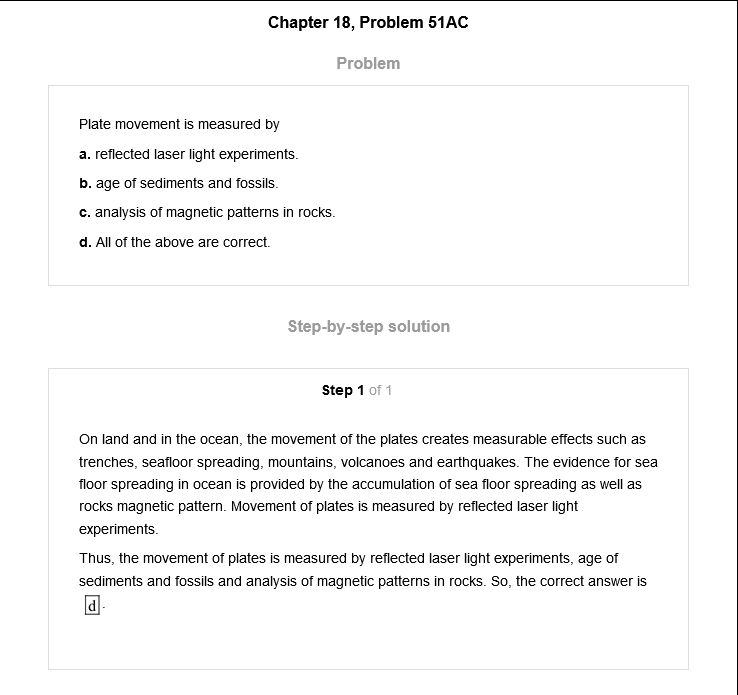 Chapter 18, Problem 51AC
Problem
Plate movement is measured by
a. reflected laser light experiments.
b. age of sediments and fossils.
c. analysis of magnetic patterns in rocks.
d. All of the above are correct.
Step-by-step solution
Step 1 of 1
On land and in the ocean, the movement of the plates creates measurable effects such as
trenches, seafloor spreading, mountains, volcanoes and earthquakes. The evidence for sea
floor spreading in ocean is provided by the accumulation of sea floor spreading as well as
rocks magnetic pattern. Movement of plates is measured by reflected laser light
experiments.
Thus, the movement of plates is measured by reflected laser light experiments, age of
sediments and fossils and analysis of magnetic patterns in rocks. So, the correct answer is
d.